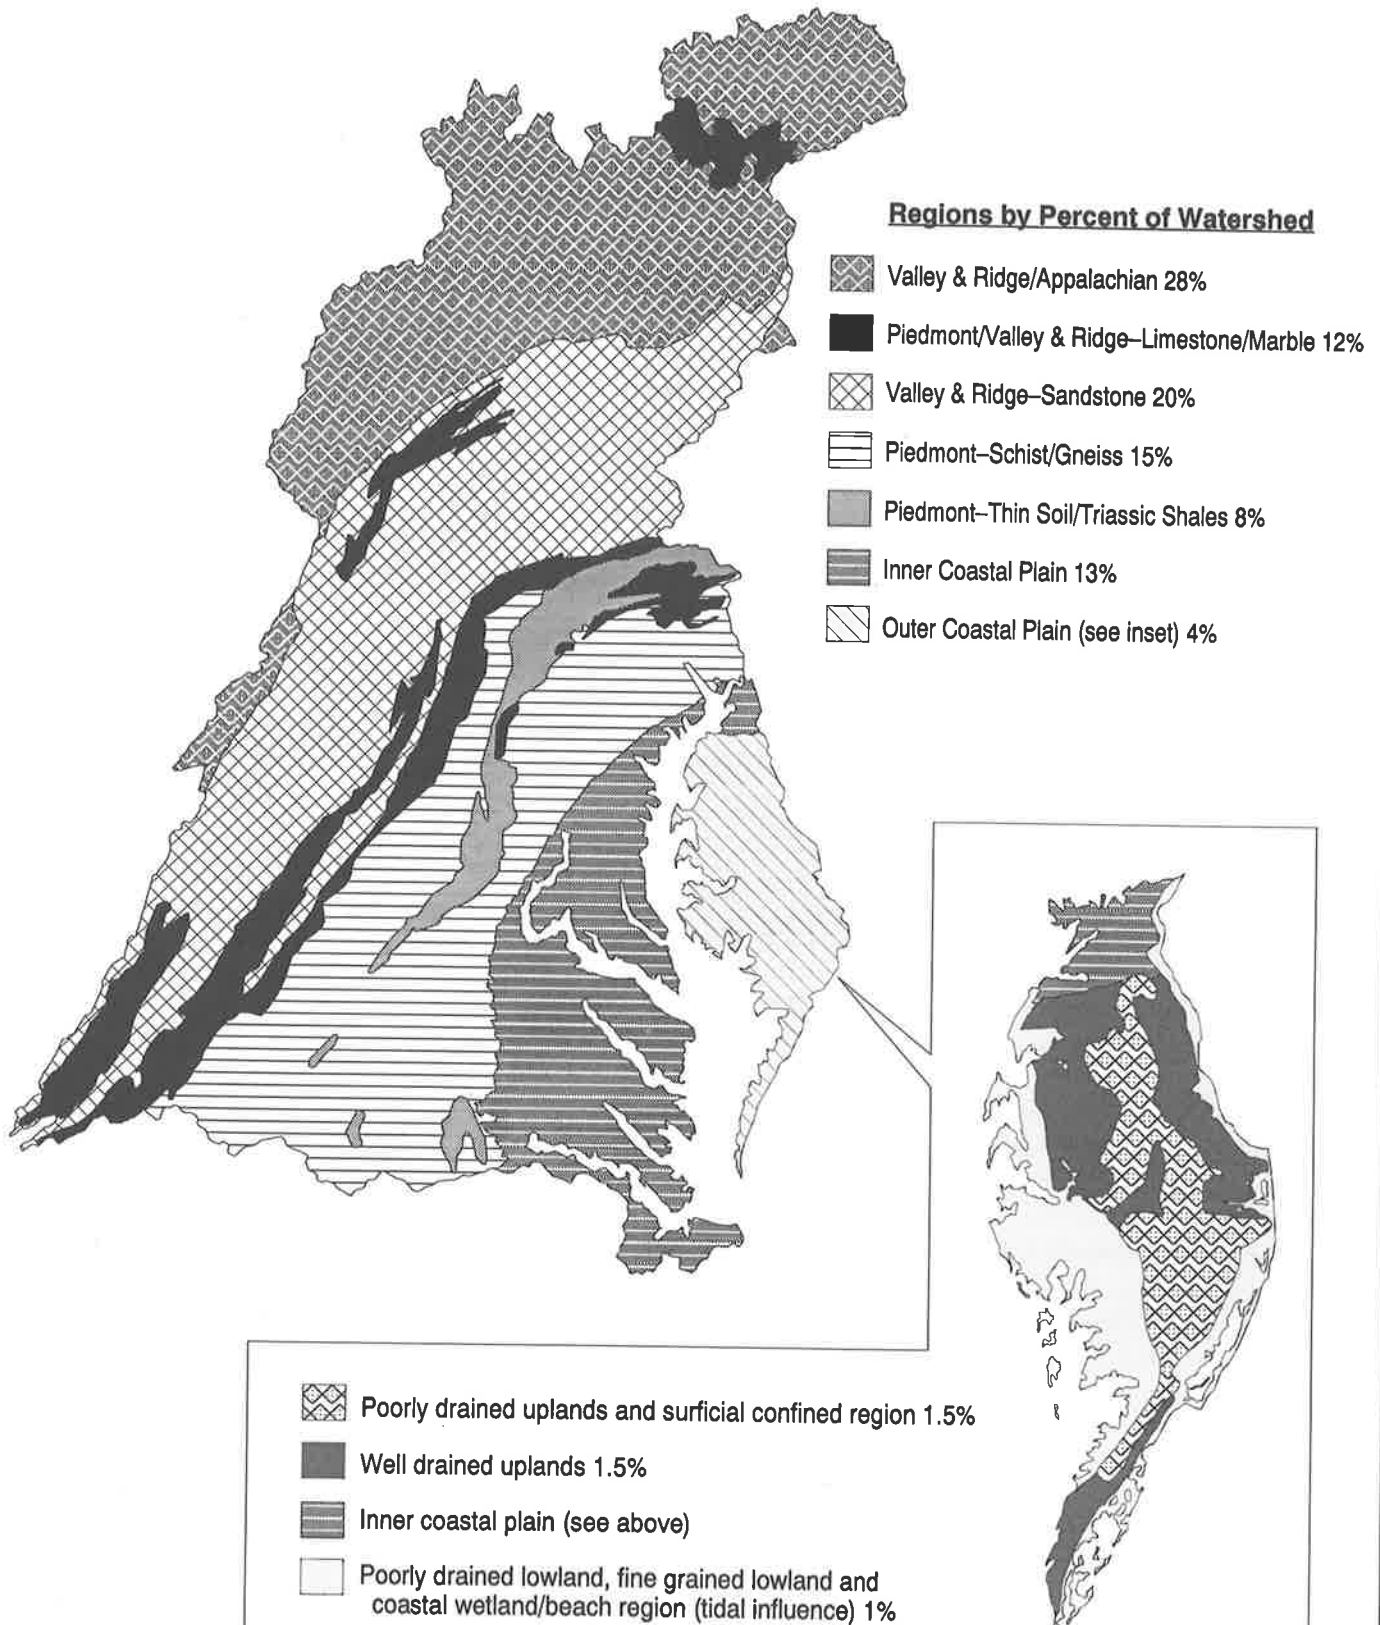 Regions by Percent of Watershed
Valley & Ridge/Appalachian 28%
Piedmont/Valley & Ridge–Limestone/Marble 12%
Valley & Ridge–Sandstone 20%
Piedmont–Schist/Gneiss 15%
Piedmont–Thin Soil/Triassic Shales 8%
Inner Coastal Plain 13%
Outer Coastal Plain (see inset) 4%
Poorly drained uplands and surficial confined region 1.5%
Well drained uplands 1.5%
Inner coastal plain (see above)
Poorly drained lowland, fine grained lowland and
coastal wetland/beach region (tidal influence) 1%